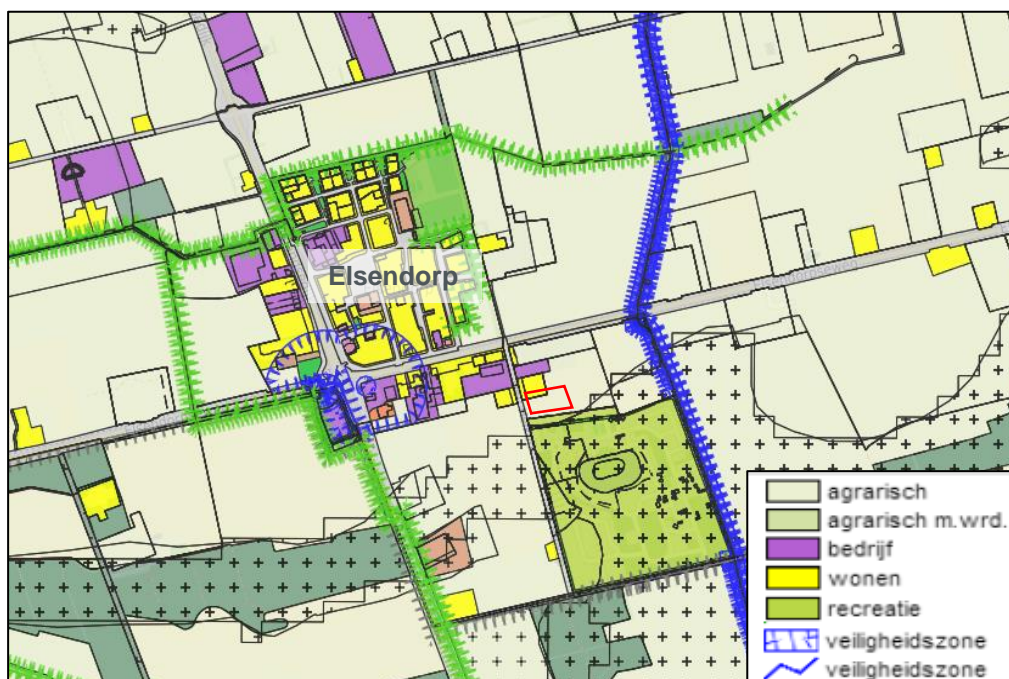 Elsendorp
agrarisch
agrarisch m.wrd.
bedrijf
wonen
recreatie
veiligheidszone
veiligheidszone